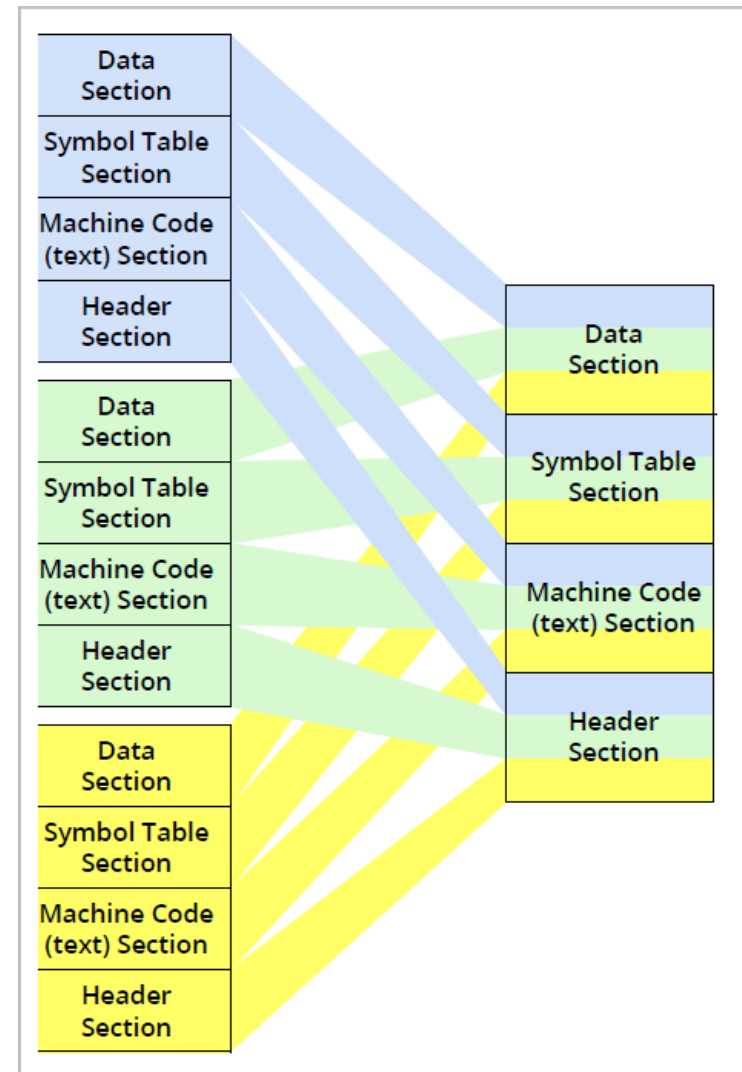 Data
Section
Symbol Table
Section
Machine Code
(text) Section
Header
Section
Data
Section
Symbol Table
Section
Machine Code
(text) Section
Header
Section
Data
Section
Symbol Table
Section
Machine Code
(text) Section
Header
Section
Data
Section
Symbol Table
Section
Machine Code
(text) Section
Header
Section